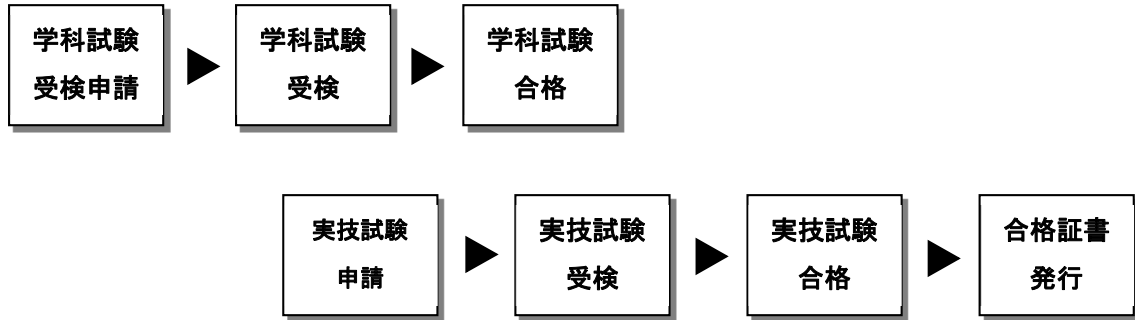 学科試験
受検申請
学科試験
受検
学科試験
合格
実技試験
申請
実技試験
受検
実技試験
合格
合格証書
発行